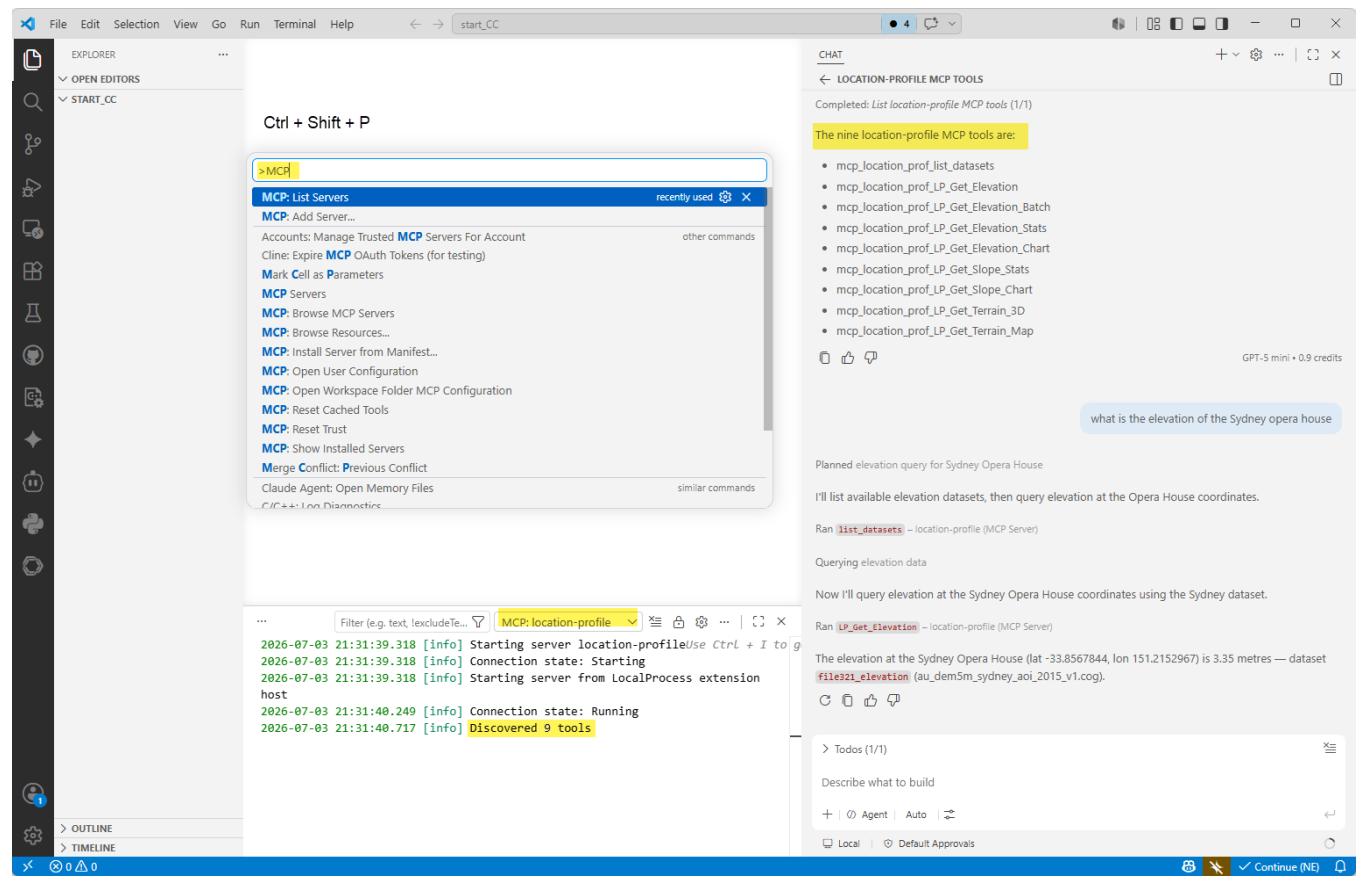 File Edit Selection View Go Run Terminal Help
start_CC
4
EXPLORER
OPEN EDITORS
START_CC
OUTLINE
TIMELINE
Ctrl + Shift + P
>MCP
MCP: List Servers recently used
MCP: Add Server...
Accounts: Manage Trusted MCP Servers For Account other commands
Cline: Expire MCP OAuth Tokens (for testing)
Mark Cell as Parameters
MCP Servers
MCP: Browse MCP Servers
MCP: Browse Resources...
MCP: Install Server from Manifest...
MCP: Open User Configuration
MCP: Open Workspace Folder MCP Configuration
MCP: Reset Cached Tools
MCP: Reset Trust
MCP: Show Installed Servers
Merge Conflict: Previous Conflict
Claude Agent: Open Memory Files similar commands
C/C++: Log Diagnostics
Filter (e.g. text, !excludeTe... MCP: location-profile
2026-07-03 21:31:39.318 [info] Starting server location-profileUse Ctrl + I to g
2026-07-03 21:31:39.318 [info] Connection state: Starting
2026-07-03 21:31:39.318 [info] Starting server from LocalProcess extension
host
2026-07-03 21:31:40.249 [info] Connection state: Running
2026-07-03 21:31:40.717 [info] Discovered 9 tools
CHAT
LOCATION-PROFILE MCP TOOLS
Completed: List location-profile MCP tools (1/1)
The nine location-profile MCP tools are:
mcp_location_prof_list_datasets
mcp_location_prof_LP_Get_Elevation
mcp_location_prof_LP_Get_Elevation_Batch
mcp_location_prof_LP_Get_Elevation_Stats
mcp_location_prof_LP_Get_Elevation_Chart
mcp_location_prof_LP_Get_Slope_Stats
mcp_location_prof_LP_Get_Slope_Chart
mcp_location_prof_LP_Get_Terrain_3D
mcp_location_prof_LP_Get_Terrain_Map
GPT-5 mini • 0.9 credits
what is the elevation of the Sydney opera house
Planned elevation query for Sydney Opera House
I'll list available elevation datasets, then query elevation at the Opera House coordinates.
Ran list_datasets – location-profile (MCP Server)
Querying elevation data
Now I'll query elevation at the Sydney Opera House coordinates using the Sydney dataset.
Ran LP_Get_Elevation – location-profile (MCP Server)
The elevation at the Sydney Opera House (lat -33.8567844, lon 151.2152967) is 3.35 metres — dataset
file321_elevation (au_dem5m_sydney_aoi_2015_v1.cog).
Todos (1/1)
Describe what to build
Agent Auto
Local Default Approvals
1
0 0
Continue (NE)